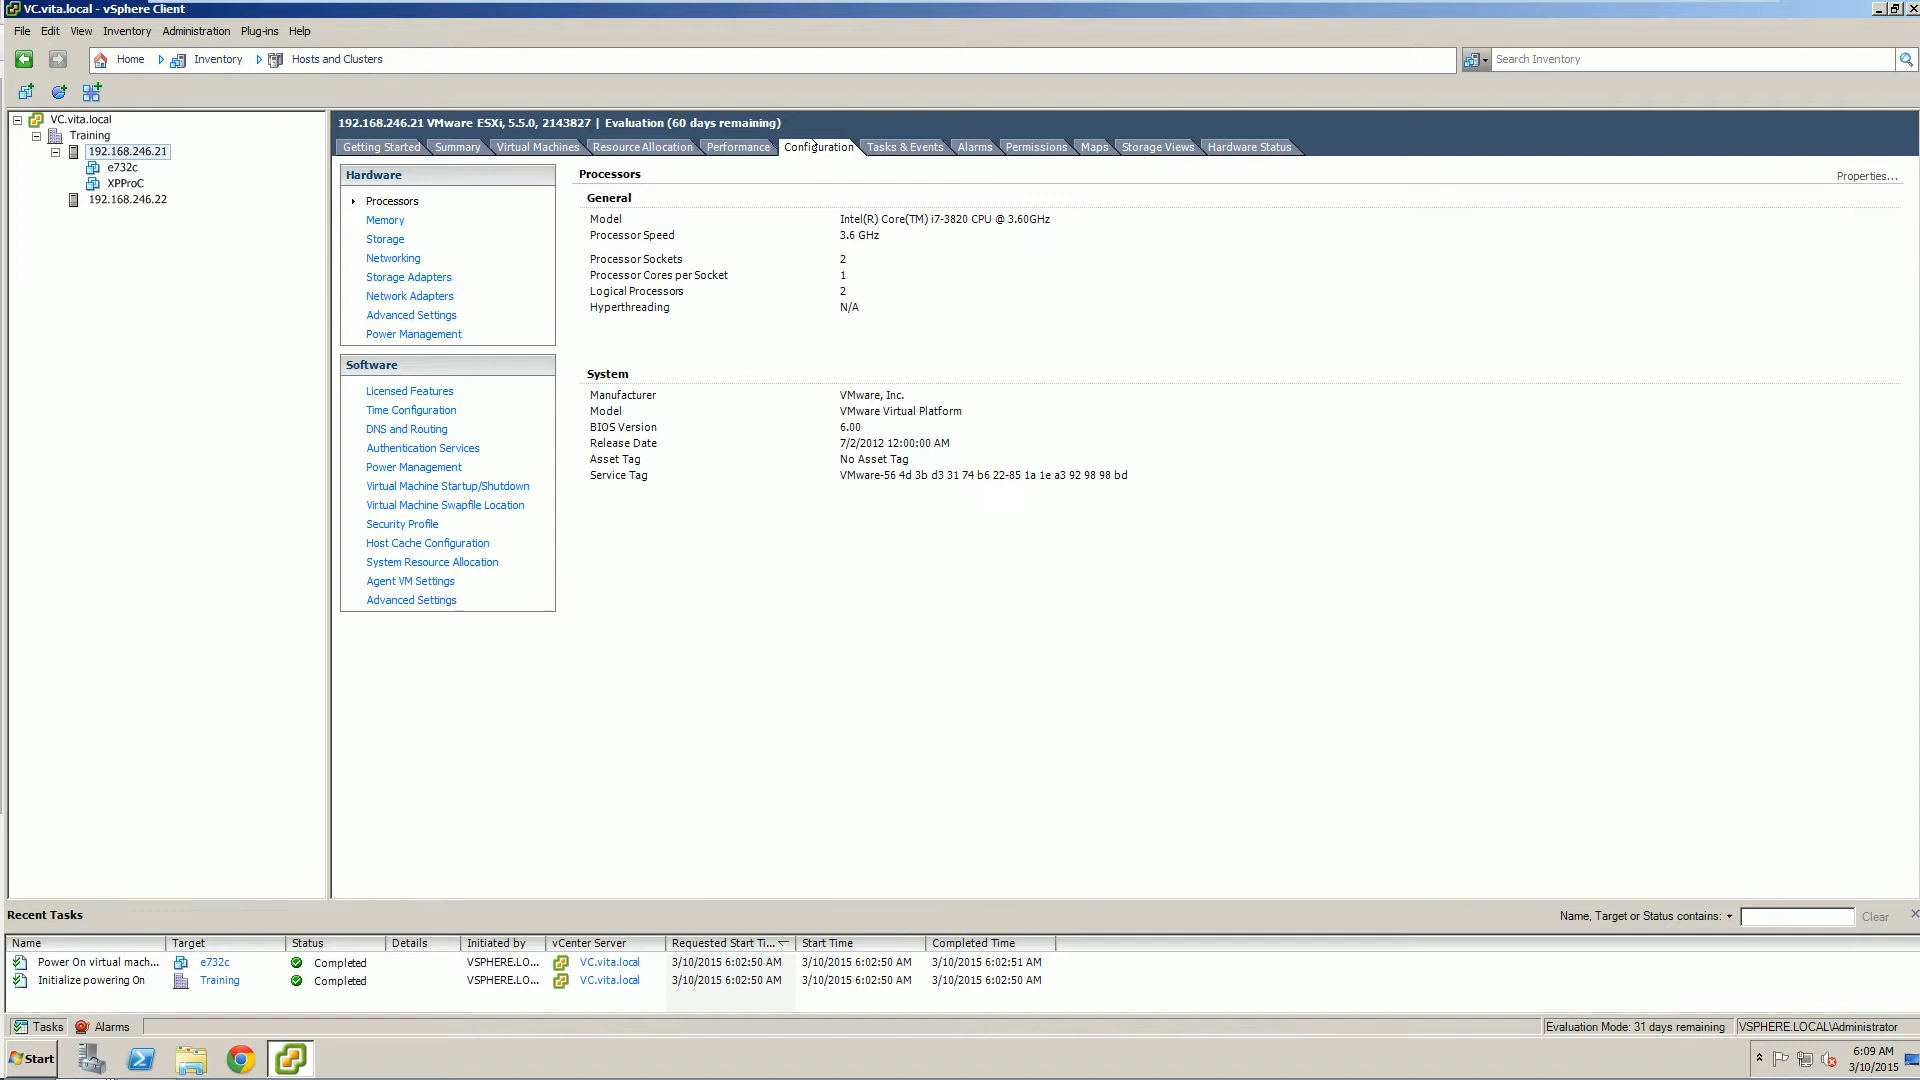 VC.vita.local - vSphere Client
File Edit View Inventory Administration Plug-ins Help
Home Inventory Hosts and Clusters
Search Inventory
VC.vita.local
Training
192.168.246.21
e732c
XPProC
192.168.246.22
192.168.246.21 VMware ESXi, 5.5.0, 2143827 | Evaluation (60 days remaining)
Getting Started Summary Virtual Machines Resource Allocation Performance Configuration Tasks & Events Alarms Permissions Maps Storage Views Hardware Status
Hardware
Processors
Memory
Storage
Networking
Storage Adapters
Network Adapters
Advanced Settings
Power Management
Software
Licensed Features
Time Configuration
DNS and Routing
Authentication Services
Power Management
Virtual Machine Startup/Shutdown
Virtual Machine Swapfile Location
Security Profile
Host Cache Configuration
System Resource Allocation
Agent VM Settings
Advanced Settings
Processors
Properties...
General
Model Intel(R) Core(TM) i7-3820 CPU @ 3.60GHz
Processor Speed 3.6 GHz
Processor Sockets 2
Processor Cores per Socket 1
Logical Processors 2
Hyperthreading N/A
System
Manufacturer VMware, Inc.
Model VMware Virtual Platform
BIOS Version 6.00
Release Date 7/2/2012 12:00:00 AM
Asset Tag No Asset Tag
Service Tag VMware-56 4d 3b d3 31 74 b6 22-85 1a 1e a3 92 98 98 bd
Recent Tasks
Name, Target or Status contains: Clear
Name Target Status Details Initiated by vCenter Server Requested Start Ti... Start Time Completed Time
Power On virtual mach... e732c Completed VSPHERE.LO... VC.vita.local 3/10/2015 6:02:50 AM 3/10/2015 6:02:50 AM 3/10/2015 6:02:51 AM
Initialize powering On Training Completed VSPHERE.LO... VC.vita.local 3/10/2015 6:02:50 AM 3/10/2015 6:02:50 AM 3/10/2015 6:02:50 AM
Tasks Alarms
Evaluation Mode: 31 days remaining VSPHERE.LOCAL\Administrator
Start
6:09 AM
3/10/2015